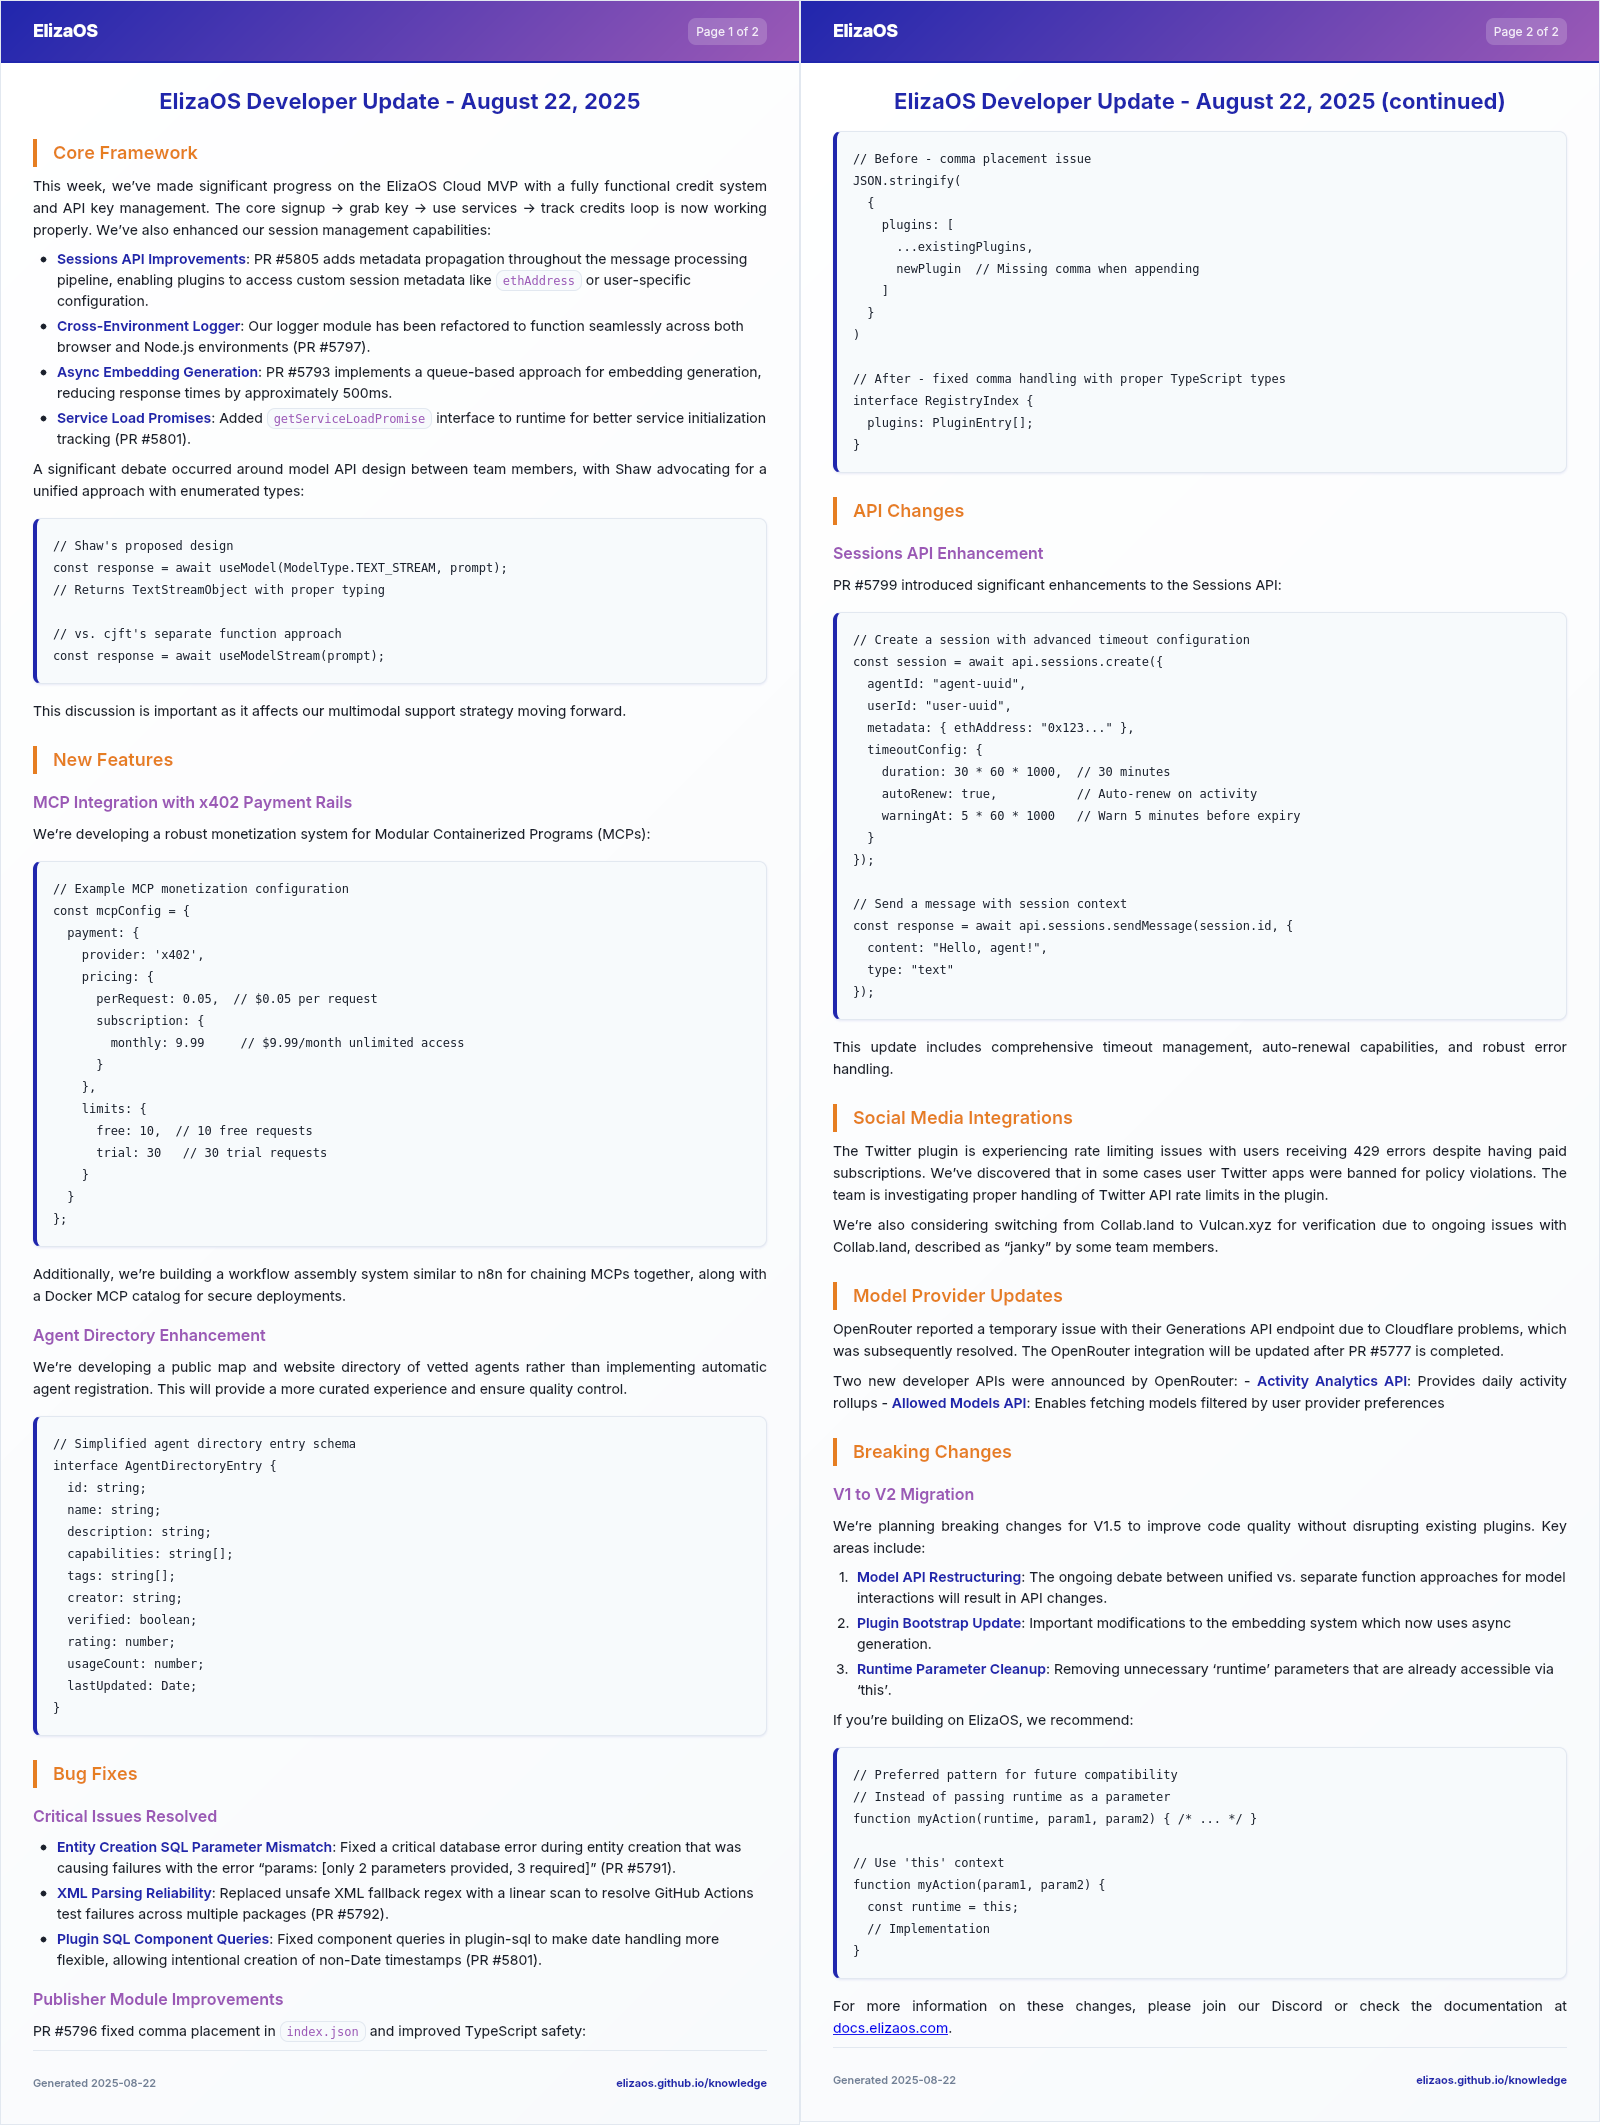 ElizaOS
Page 1 of 2
ElizaOS Developer Update - August 22, 2025
Core Framework
This week, we’ve made significant progress on the ElizaOS Cloud MVP with a fully functional credit system
and API key management. The core signup → grab key → use services → track credits loop is now working
properly. We’ve also enhanced our session management capabilities:
• Sessions API Improvements: PR #5805 adds metadata propagation throughout the message processing
pipeline, enabling plugins to access custom session metadata like ethAddress or user-specific
configuration.
• Cross-Environment Logger: Our logger module has been refactored to function seamlessly across both
browser and Node.js environments (PR #5797).
• Async Embedding Generation: PR #5793 implements a queue-based approach for embedding generation,
reducing response times by approximately 500ms.
• Service Load Promises: Added getServiceLoadPromise interface to runtime for better service initialization
tracking (PR #5801).
A significant debate occurred around model API design between team members, with Shaw advocating for a
unified approach with enumerated types:
// Shaw's proposed design
const response = await useModel(ModelType.TEXT_STREAM, prompt);
// Returns TextStreamObject with proper typing
// vs. cjft's separate function approach
const response = await useModelStream(prompt);
This discussion is important as it affects our multimodal support strategy moving forward.
New Features
MCP Integration with x402 Payment Rails
We’re developing a robust monetization system for Modular Containerized Programs (MCPs):
// Example MCP monetization configuration
const mcpConfig = {
payment: {
provider: 'x402',
pricing: {
perRequest: 0.05, // $0.05 per request
subscription: {
monthly: 9.99 // $9.99/month unlimited access
}
},
limits: {
free: 10, // 10 free requests
trial: 30 // 30 trial requests
}
}
};
Additionally, we’re building a workflow assembly system similar to n8n for chaining MCPs together, along with
a Docker MCP catalog for secure deployments.
Agent Directory Enhancement
We’re developing a public map and website directory of vetted agents rather than implementing automatic
agent registration. This will provide a more curated experience and ensure quality control.
// Simplified agent directory entry schema
interface AgentDirectoryEntry {
id: string;
name: string;
description: string;
capabilities: string[];
tags: string[];
creator: string;
verified: boolean;
rating: number;
usageCount: number;
lastUpdated: Date;
}
Bug Fixes
Critical Issues Resolved
• Entity Creation SQL Parameter Mismatch: Fixed a critical database error during entity creation that was
causing failures with the error “params: [only 2 parameters provided, 3 required]” (PR #5791).
• XML Parsing Reliability: Replaced unsafe XML fallback regex with a linear scan to resolve GitHub Actions
test failures across multiple packages (PR #5792).
• Plugin SQL Component Queries: Fixed component queries in plugin-sql to make date handling more
flexible, allowing intentional creation of non-Date timestamps (PR #5801).
Publisher Module Improvements
PR #5796 fixed comma placement in index.json and improved TypeScript safety:
Generated 2025-08-22
elizaos.github.io/knowledge
ElizaOS
Page 2 of 2
ElizaOS Developer Update - August 22, 2025 (continued)
// Before - comma placement issue
JSON.stringify(
{
plugins: [
...existingPlugins,
newPlugin // Missing comma when appending
]
}
)
// After - fixed comma handling with proper TypeScript types
interface RegistryIndex {
plugins: PluginEntry[];
}
API Changes
Sessions API Enhancement
PR #5799 introduced significant enhancements to the Sessions API:
// Create a session with advanced timeout configuration
const session = await api.sessions.create({
agentId: "agent-uuid",
userId: "user-uuid",
metadata: { ethAddress: "0x123..." },
timeoutConfig: {
duration: 30 * 60 * 1000, // 30 minutes
autoRenew: true, // Auto-renew on activity
warningAt: 5 * 60 * 1000 // Warn 5 minutes before expiry
}
});
// Send a message with session context
const response = await api.sessions.sendMessage(session.id, {
content: "Hello, agent!",
type: "text"
});
This update includes comprehensive timeout management, auto-renewal capabilities, and robust error
handling.
Social Media Integrations
The Twitter plugin is experiencing rate limiting issues with users receiving 429 errors despite having paid
subscriptions. We’ve discovered that in some cases user Twitter apps were banned for policy violations. The
team is investigating proper handling of Twitter API rate limits in the plugin.
We’re also considering switching from Collab.land to Vulcan.xyz for verification due to ongoing issues with
Collab.land, described as “janky” by some team members.
Model Provider Updates
OpenRouter reported a temporary issue with their Generations API endpoint due to Cloudflare problems, which
was subsequently resolved. The OpenRouter integration will be updated after PR #5777 is completed.
Two new developer APIs were announced by OpenRouter: - Activity Analytics API: Provides daily activity
rollups - Allowed Models API: Enables fetching models filtered by user provider preferences
Breaking Changes
V1 to V2 Migration
We’re planning breaking changes for V1.5 to improve code quality without disrupting existing plugins. Key
areas include:
1. Model API Restructuring: The ongoing debate between unified vs. separate function approaches for model
interactions will result in API changes.
2. Plugin Bootstrap Update: Important modifications to the embedding system which now uses async
generation.
3. Runtime Parameter Cleanup: Removing unnecessary ‘runtime’ parameters that are already accessible via
‘this’.
If you’re building on ElizaOS, we recommend:
// Preferred pattern for future compatibility
// Instead of passing runtime as a parameter
function myAction(runtime, param1, param2) { /* ... */ }
// Use 'this' context
function myAction(param1, param2) {
const runtime = this;
// Implementation
}
For more information on these changes, please join our Discord or check the documentation at
docs.elizaos.com.
Generated 2025-08-22
elizaos.github.io/knowledge